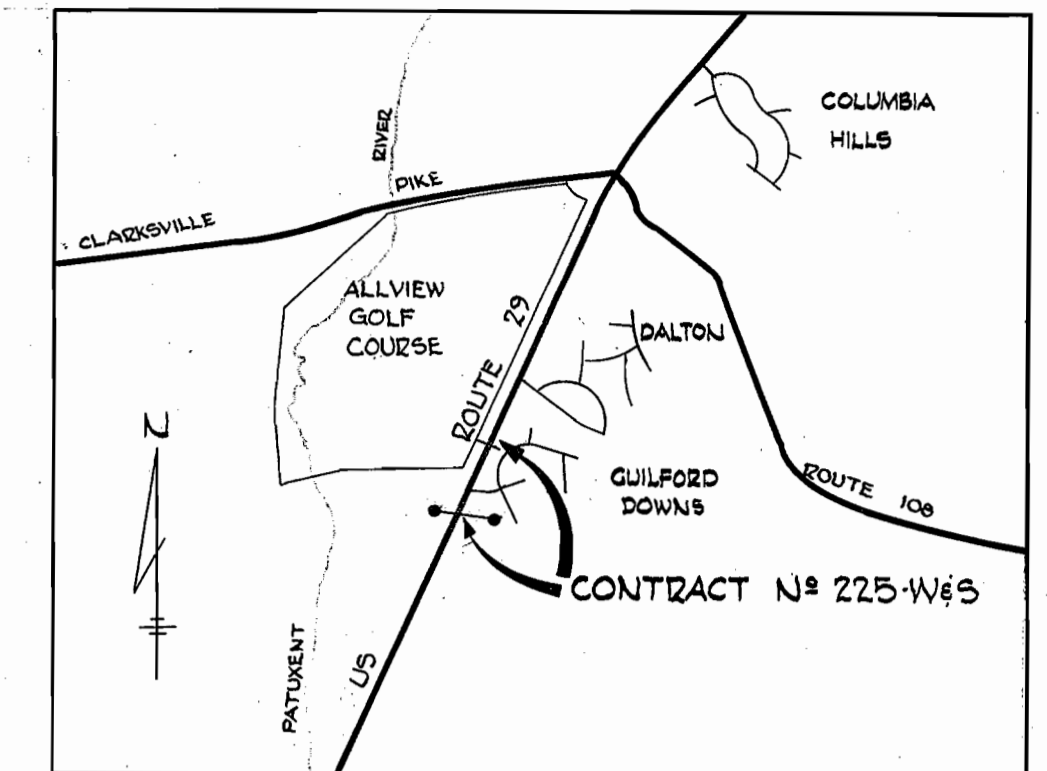 COLUMBIA
HILLS
RIVER
PIKE
CLARKSVILLE
ALLVIEW
GOLF
COURSE
29
ROUTE
DALTON
N
GUILFORD
DOWNS
ROUTE 108
CONTRACT Nº 225-W&S
US
PATUXENT